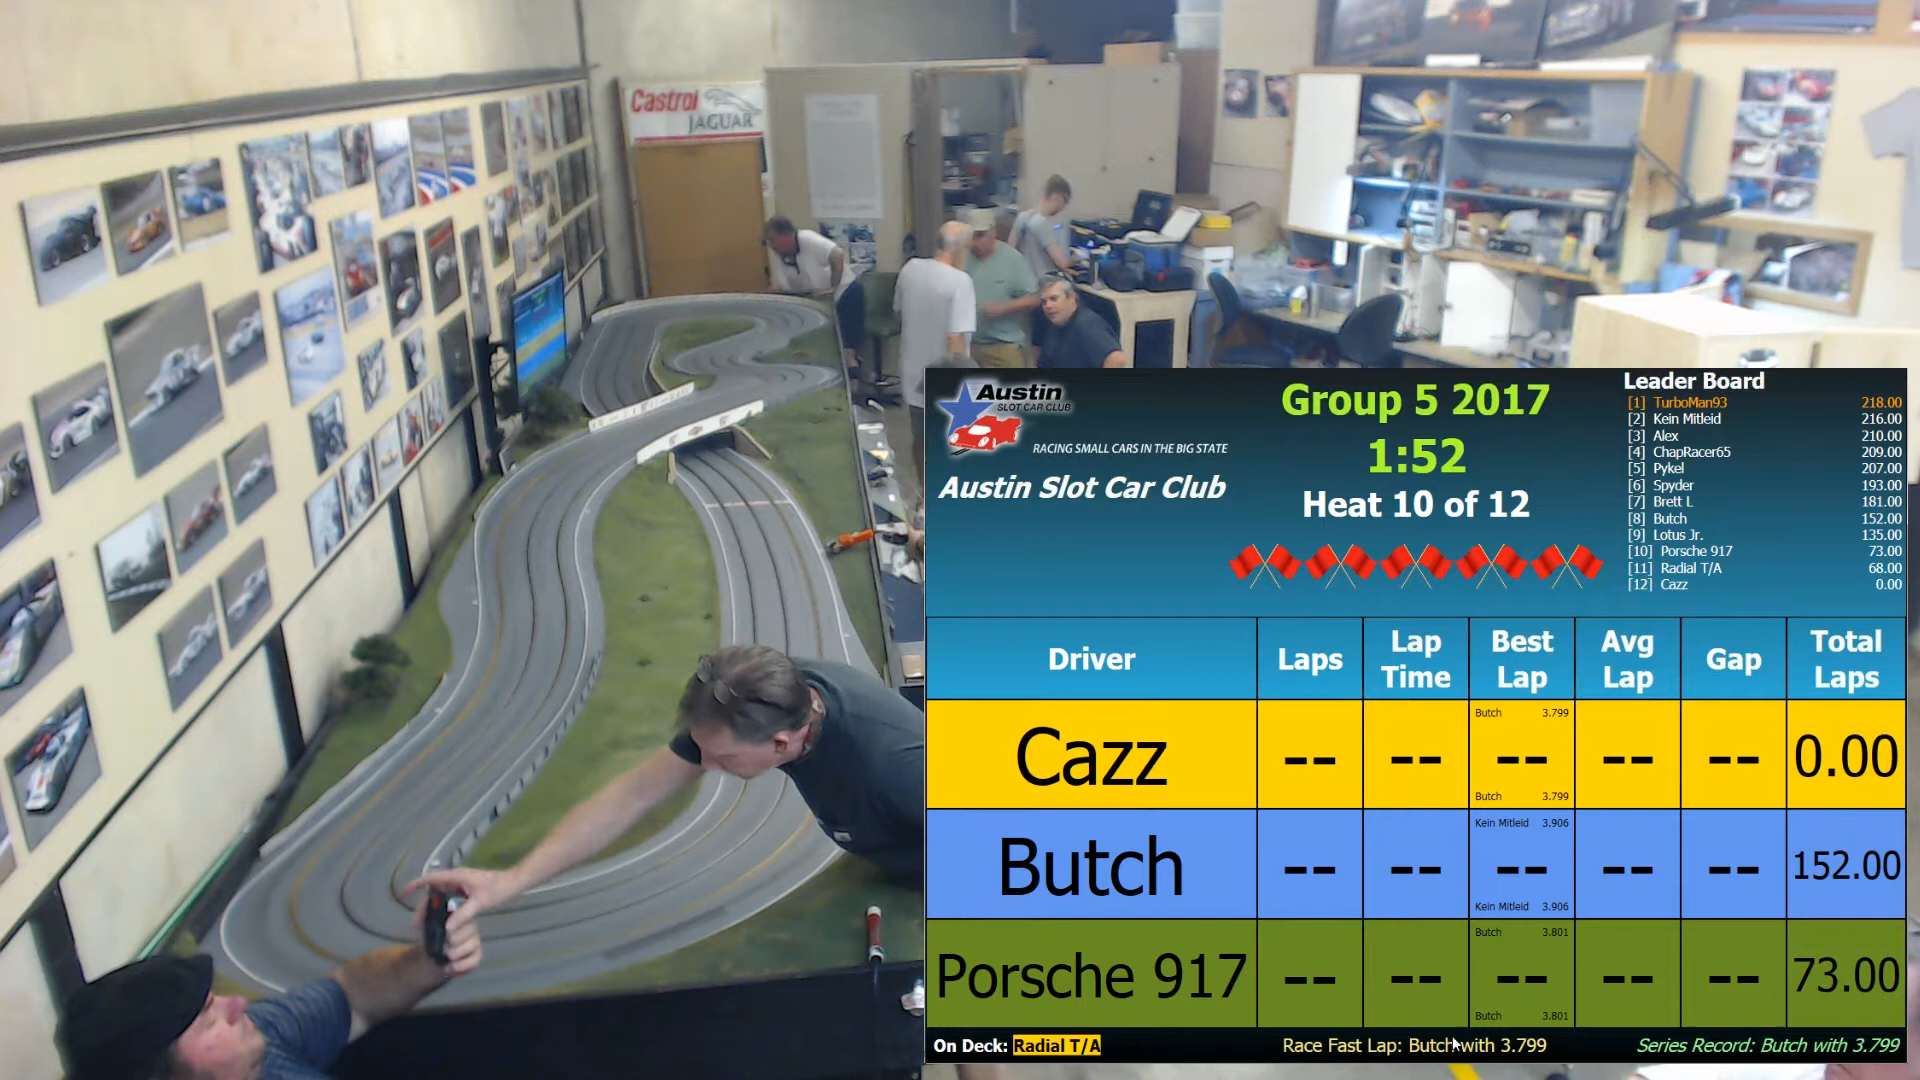 Castrol
JAGUAR
Austin
SLOT CAR CLUB
RACING SMALL CARS IN THE BIG STATE
Austin Slot Car Club
Group 5 2017
1:52
Heat 10 of 12
Leader Board
[1] TurboMan93 218.00
[2] Kein Mitleid 216.00
[3] Alex 210.00
[4] ChapRacer65 209.00
[5] Pykel 207.00
[6] Spyder 193.00
[7] Brett L 181.00
[8] Butch 152.00
[9] Lotus Jr. 135.00
[10] Porsche 917 73.00
[11] Radial T/A 68.00
[12] Cazz 0.00
Driver Laps Lap Time Best Lap Avg Lap Gap Total Laps
Butch 3.799
Cazz -- -- -- -- -- 0.00
Butch 3.799
Kein Mitleid 3.906
Butch -- -- -- -- -- 152.00
Kein Mitleid 3.906
Butch 3.801
Porsche 917 -- -- -- -- -- 73.00
Butch 3.801
On Deck: Radial T/A Race Fast Lap: Butch with 3.799 Series Record: Butch with 3.799